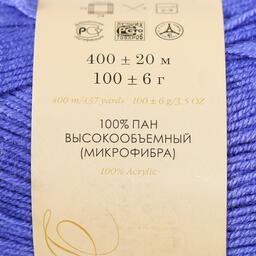 400 ± 20 м
100 ± 6 г
400 m/437 yards 100 ± 6 g/3,5 OZ
100% ПАН
ВЫСОКООБЪЕМНЫЙ
(МИКРОФИБРА)
100% Acrylic